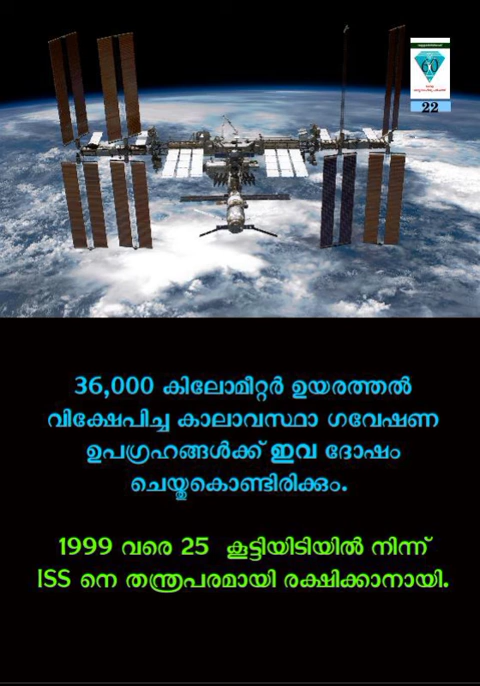 60
22
36,000 കിലോമീറ്റർ ഉയരത്തൽ
വിക്ഷേപിച്ച കാലാവസ്ഥാ ഗവേഷണ
ഉപഗ്രഹങ്ങൾക്ക് ഇവ ദോഷം
ചെയ്തുകൊണ്ടിരിക്കും.
1999 വരെ 25 കൂട്ടിയിടിയിൽ നിന്ന്
ISS നെ തന്ത്രപരമായി രക്ഷിക്കാനായി.